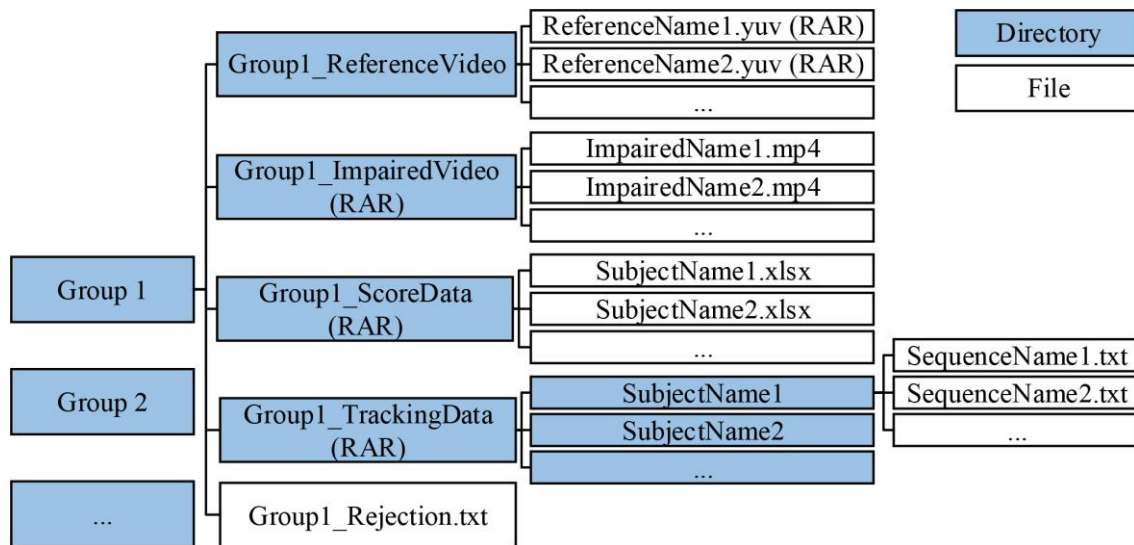 ReferenceName1.yuv (RAR)
Group1_ReferenceVideo
ReferenceName2.yuv (RAR)
...
Directory
File
ImpairedName1.mp4
Group1_ImpairedVideo
(RAR)
ImpairedName2.mp4
...
Group 1
Group1_ScoreData
(RAR)
SubjectName1.xlsx
SubjectName2.xlsx
...
Group 2
Group1_TrackingData
(RAR)
SubjectName1
SubjectName2
...
SequenceName1.txt
SequenceName2.txt
...
...
Group1_Rejection.txt